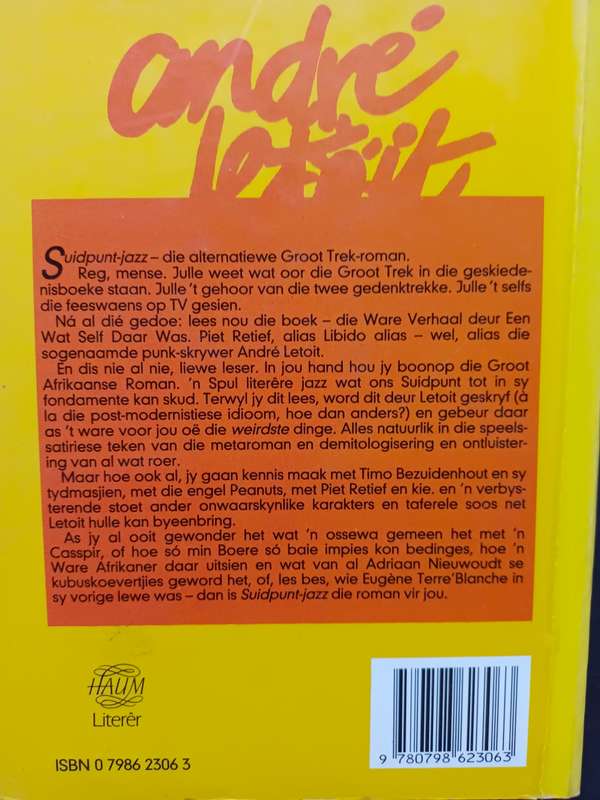 andré
letoit
Suidpunt-jazz – die alternatiewe Groot Trek-roman.
Reg, mense. Julle weet wat oor die Groot Trek in die geskiede-
nisboeke staan. Julle 't gehoor van die twee gedenktrekke. Julle 't selfs
die feeswaens op TV gesien.
Ná al dié gedoe: lees nou die boek – die Ware Verhaal deur Een
Wat Self Daar Was. Piet Retief, alias Libido alias – wel, alias die
sogenaamde punk-skrywer André Letoit.
En dis nie al nie, liewe leser. In jou hand hou jy boonop die Groot
Afrikaanse Roman. 'n Spul literêre jazz wat ons Suidpunt tot in sy
fondamente kan skud. Terwyl jy dit lees, word dit deur Letoit geskryf (à
la die post-modernistiese idioom, hoe dan anders?) en gebeur daar
as 't ware voor jou oë die weirdste dinge. Alles natuurlik in die speels-
satiriese teken van die metaroman en demitologisering en ontluister-
ing van al wat roer.
Maar hoe ook al, jy gaan kennis maak met Timo Bezuidenhout en sy
tydmasjien, met die engel Peanuts, met Piet Retief en kie. en 'n verbys-
terende stoet ander onwaarskynlike karakters en taferele soos net
Letoit hulle kan byeenbring.
As jy al ooit gewonder het wat 'n ossewa gemeen het met 'n
Casspir, of hoe só min Boere só baie impies kon bedinges, hoe 'n
Ware Afrikaner daar uitsien en wat van al Adriaan Nieuwoudt se
kubuskoevertjies geword het, of, les bes, wie Eugène Terre'Blanche in
sy vorige lewe was – dan is Suidpunt-jazz die roman vir jou.
HAUM
Literêr
ISBN 0 7986 2306 3
9 780798 623063